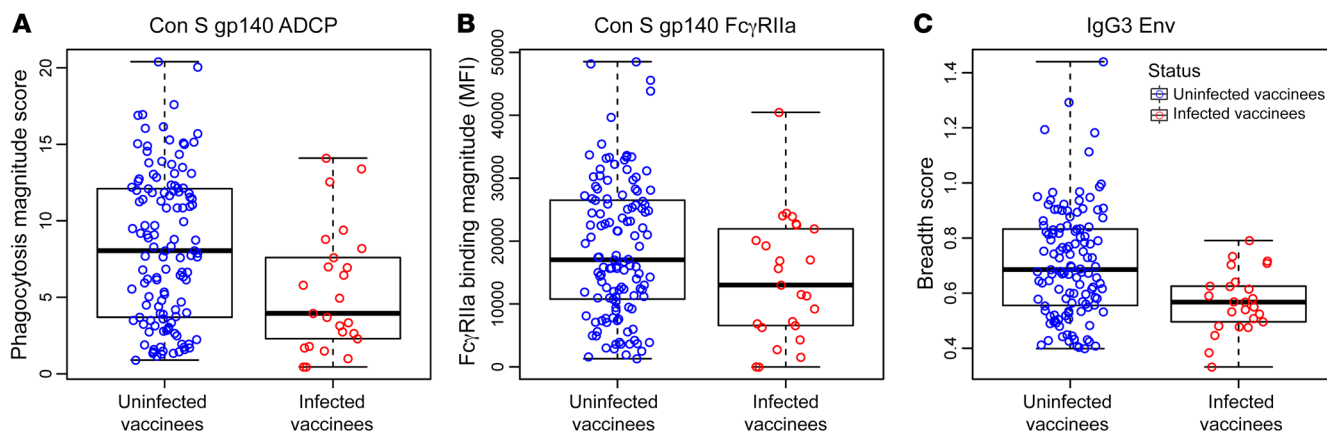 A
Con S gp140 ADCP
Phagocytosis magnitude score
20
15
10
5
0
Uninfected
vaccinees
Infected
vaccinees
B
Con S gp140 FcγRIIa
FcγRIIa binding magnitude (MFI)
50000
40000
30000
20000
10000
0
Uninfected
vaccinees
Infected
vaccinees
C
IgG3 Env
Breadth score
1.4
1.2
1.0
0.8
0.6
0.4
Status
Uninfected vaccinees
Infected vaccinees
Uninfected
vaccinees
Infected
vaccinees